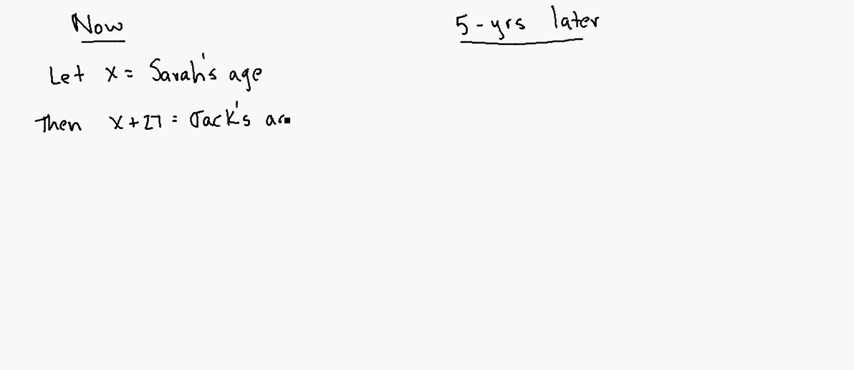 Now
5-yrs later
Let x = Sarah's age
Then x+27 = Jack's